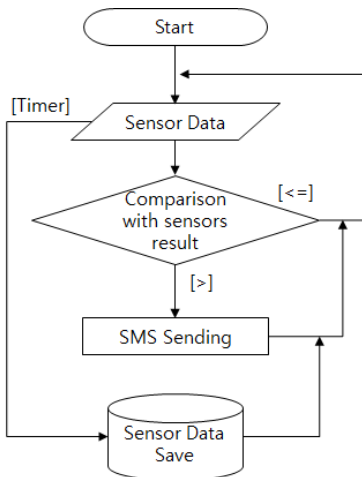 Start
[Timer]
Sensor Data
Comparison
with sensors
result
[<=]
[>]
SMS Sending
Sensor Data
Save